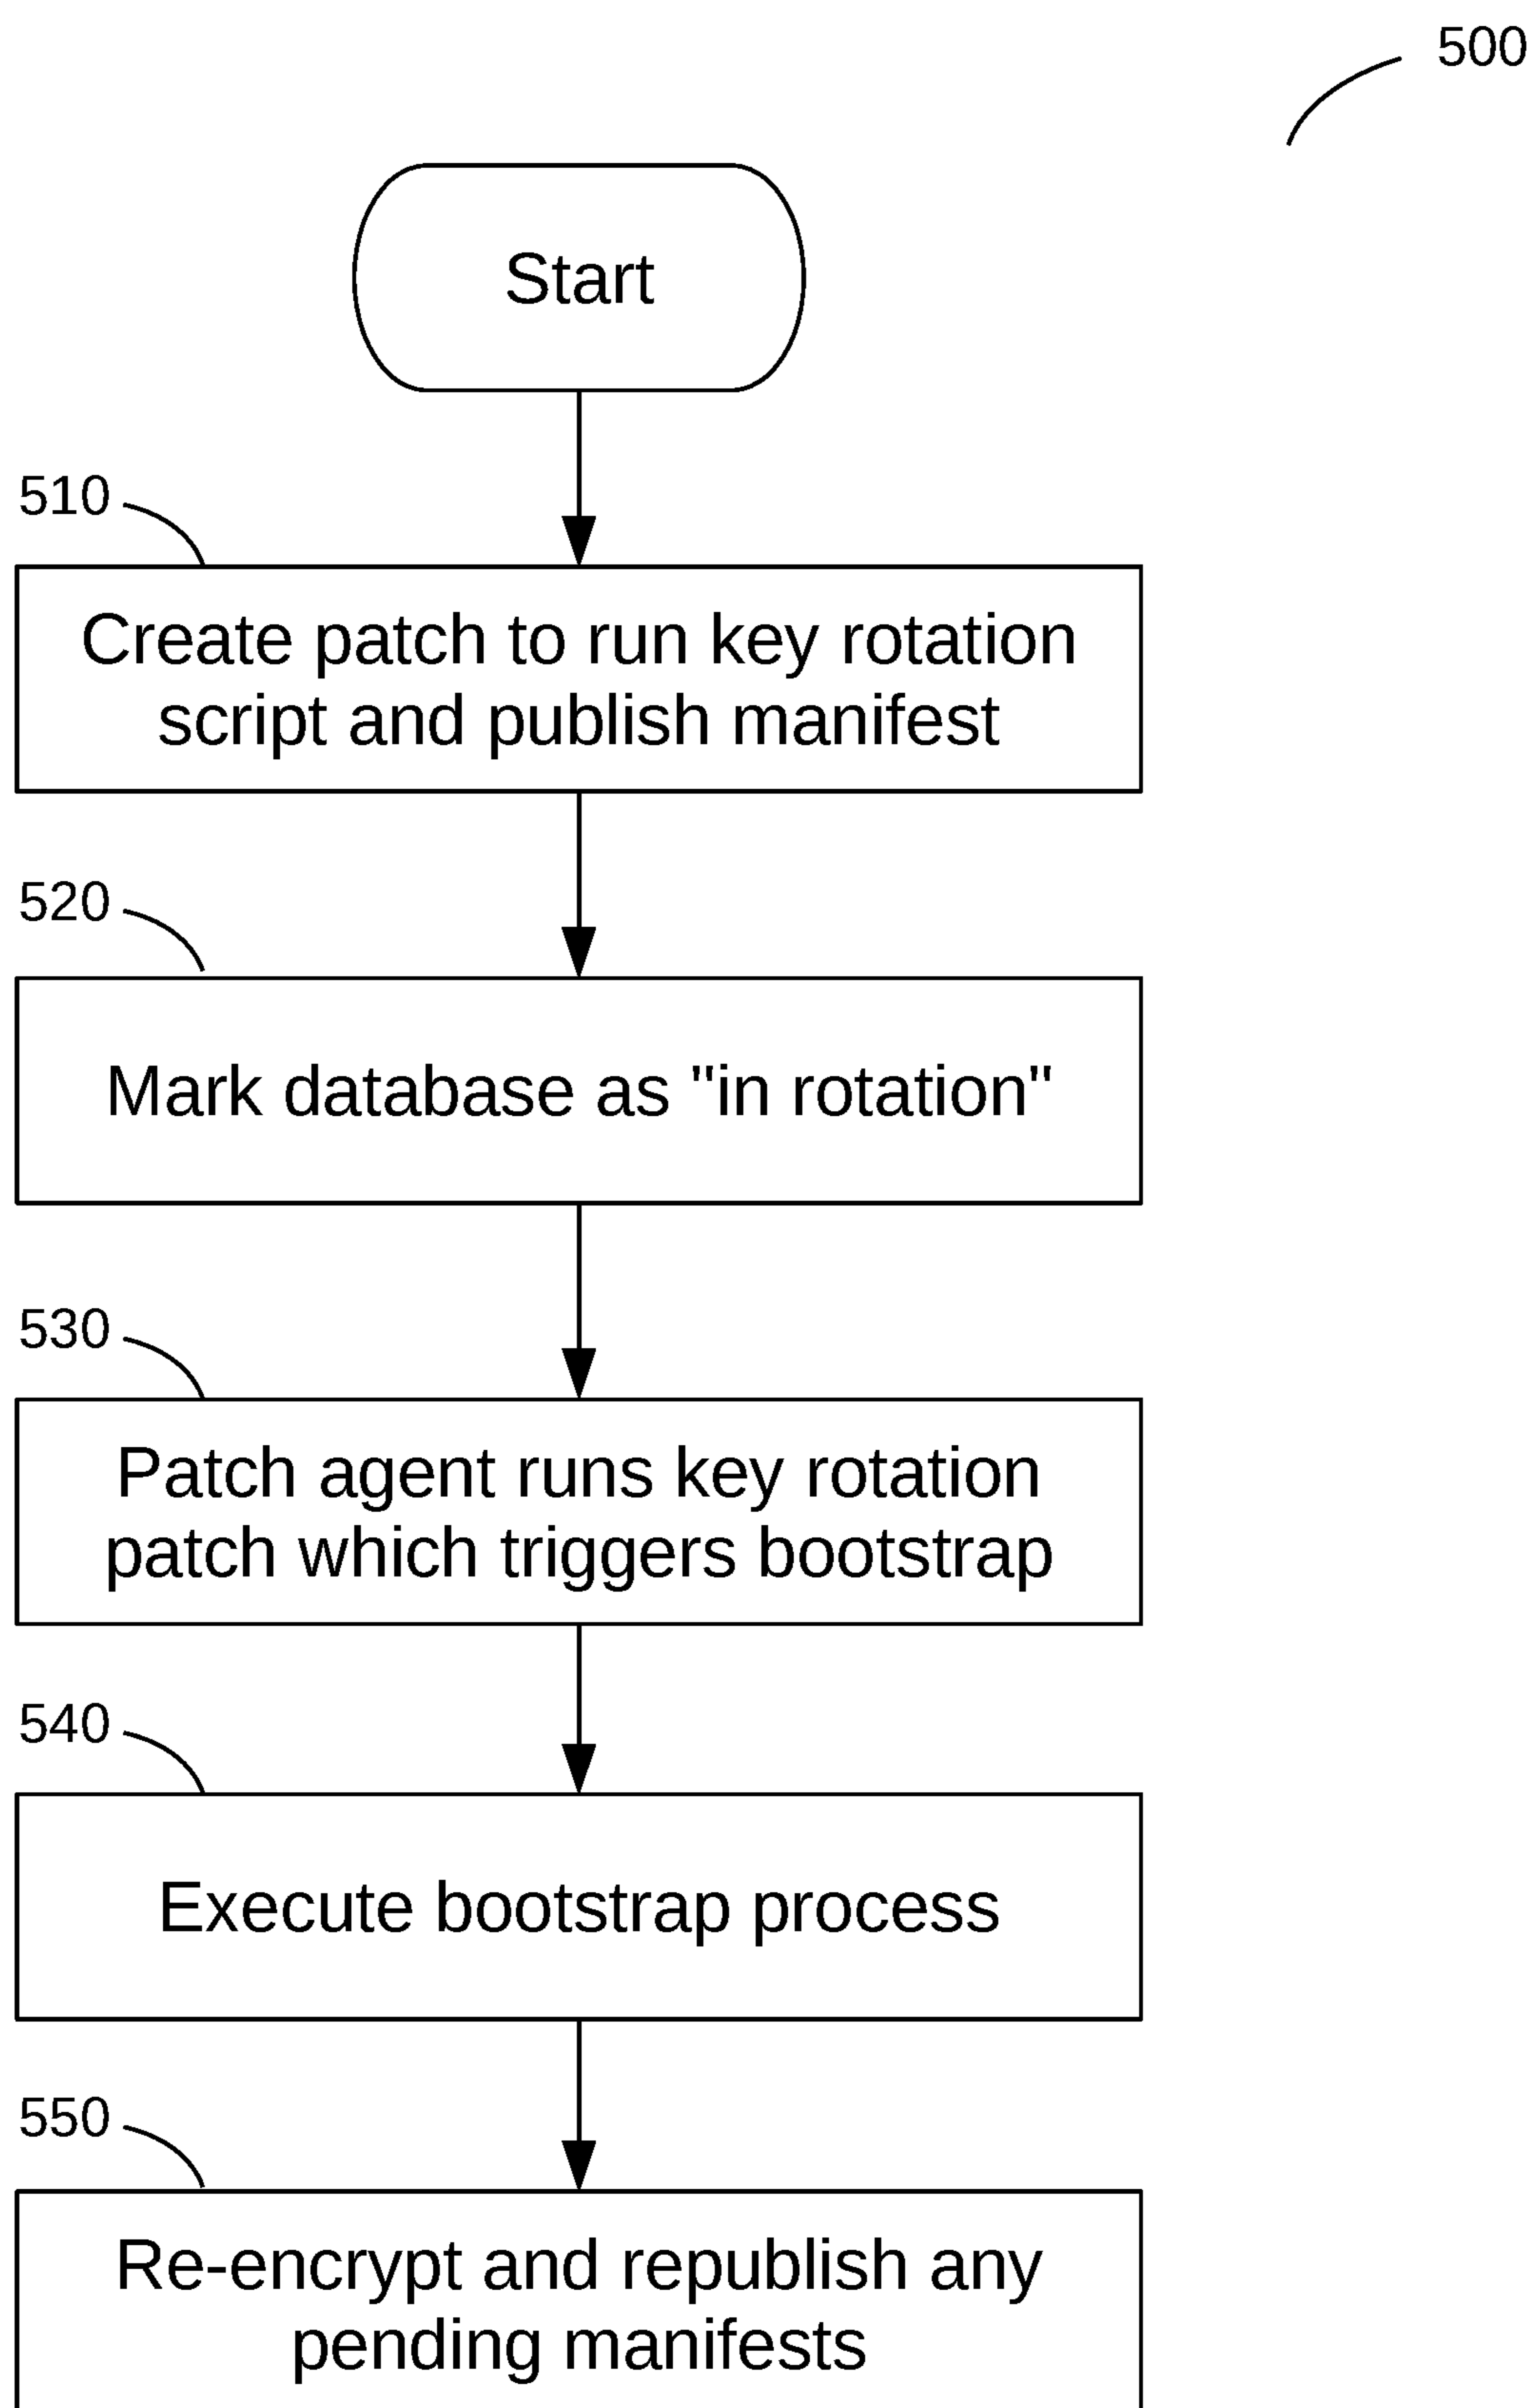 500
Start
510
Create patch to run key rotation
script and publish manifest
520
Mark database as "in rotation"
530
Patch agent runs key rotation
patch which triggers bootstrap
540
Execute bootstrap process
550
Re-encrypt and republish any
pending manifests